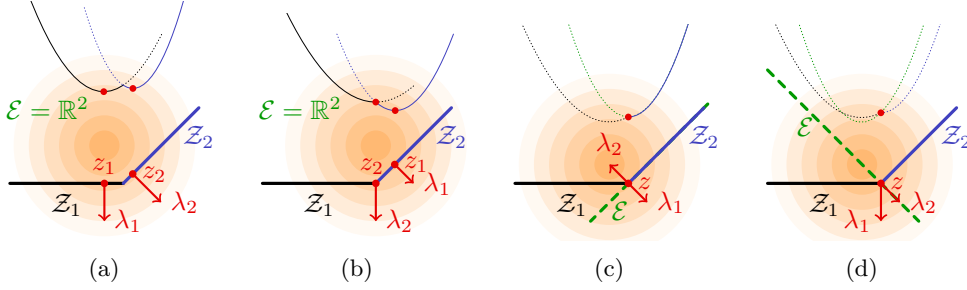 ℰ = ℝ² 𝒵₂ z₁ z₂ 𝒵₁ λ₁ λ₂
(a)
ℰ = ℝ² 𝒵₂ z₂ z₁ 𝒵₁ λ₁ λ₂
(b)
λ₂ 𝒵₂ z 𝒵₁ ℰ λ₁
(c)
ℰ 𝒵₂ z 𝒵₁ λ₁ λ₂
(d)